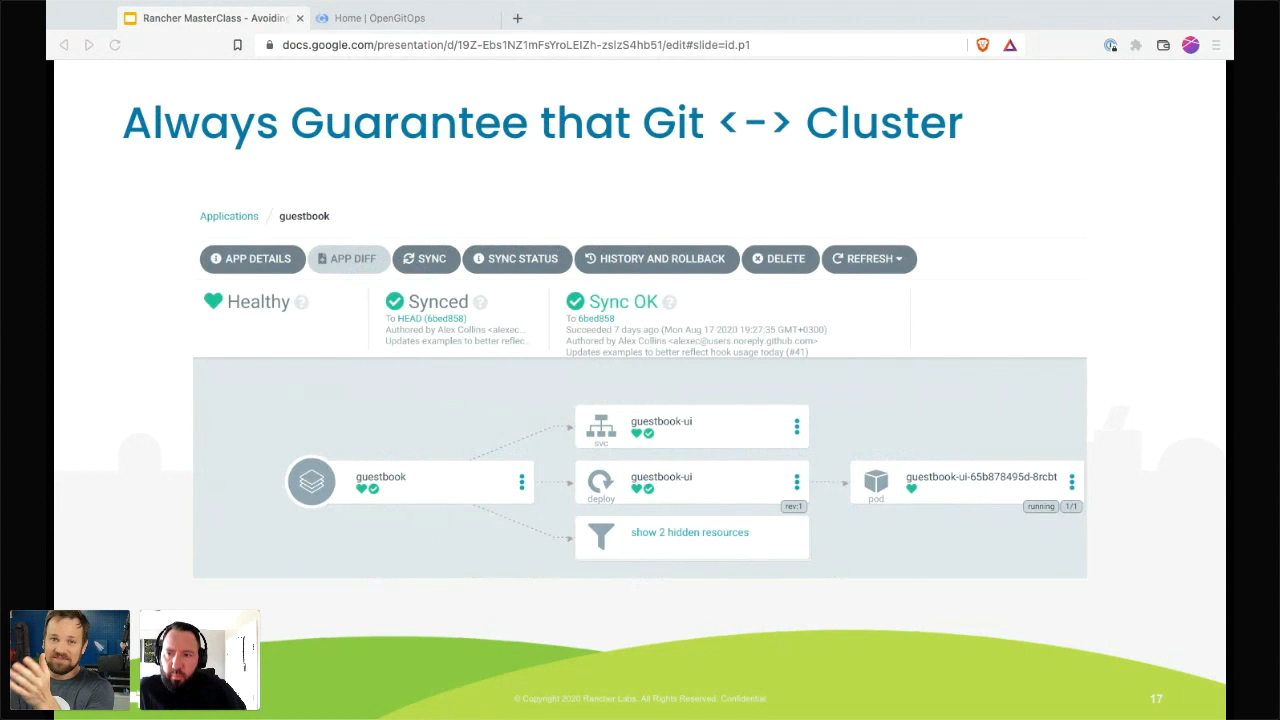 Rancher MasterClass - Avoiding
Home | OpenGitOps
docs.google.com/presentation/d/19Z-Ebs1NZ1mFsYroLEIZh-zslzS4hb51/edit#slide=id.p1
Always Guarantee that Git <-> Cluster
Applications / guestbook
APP DETAILS
APP DIFF
SYNC
SYNC STATUS
HISTORY AND ROLLBACK
DELETE
REFRESH
Healthy
Synced
To HEAD (6bed858)
Authored by Alex Collins <alexec...
Updates examples to better reflec...
Sync OK
To 6bed858
Succeeded 7 days ago (Mon Aug 17 2020 19:27:35 GMT+0300)
Authored by Alex Collins <alexec@users.noreply.github.com>
Updates examples to better reflect hook usage today (#41)
guestbook
svc
guestbook-ui
deploy
guestbook-ui
rev:1
show 2 hidden resources
pod
guestbook-ui-65b878495d-8rcbt
running
1/1
© Copyright 2020 Rancher Labs. All Rights Reserved. Confidential
17